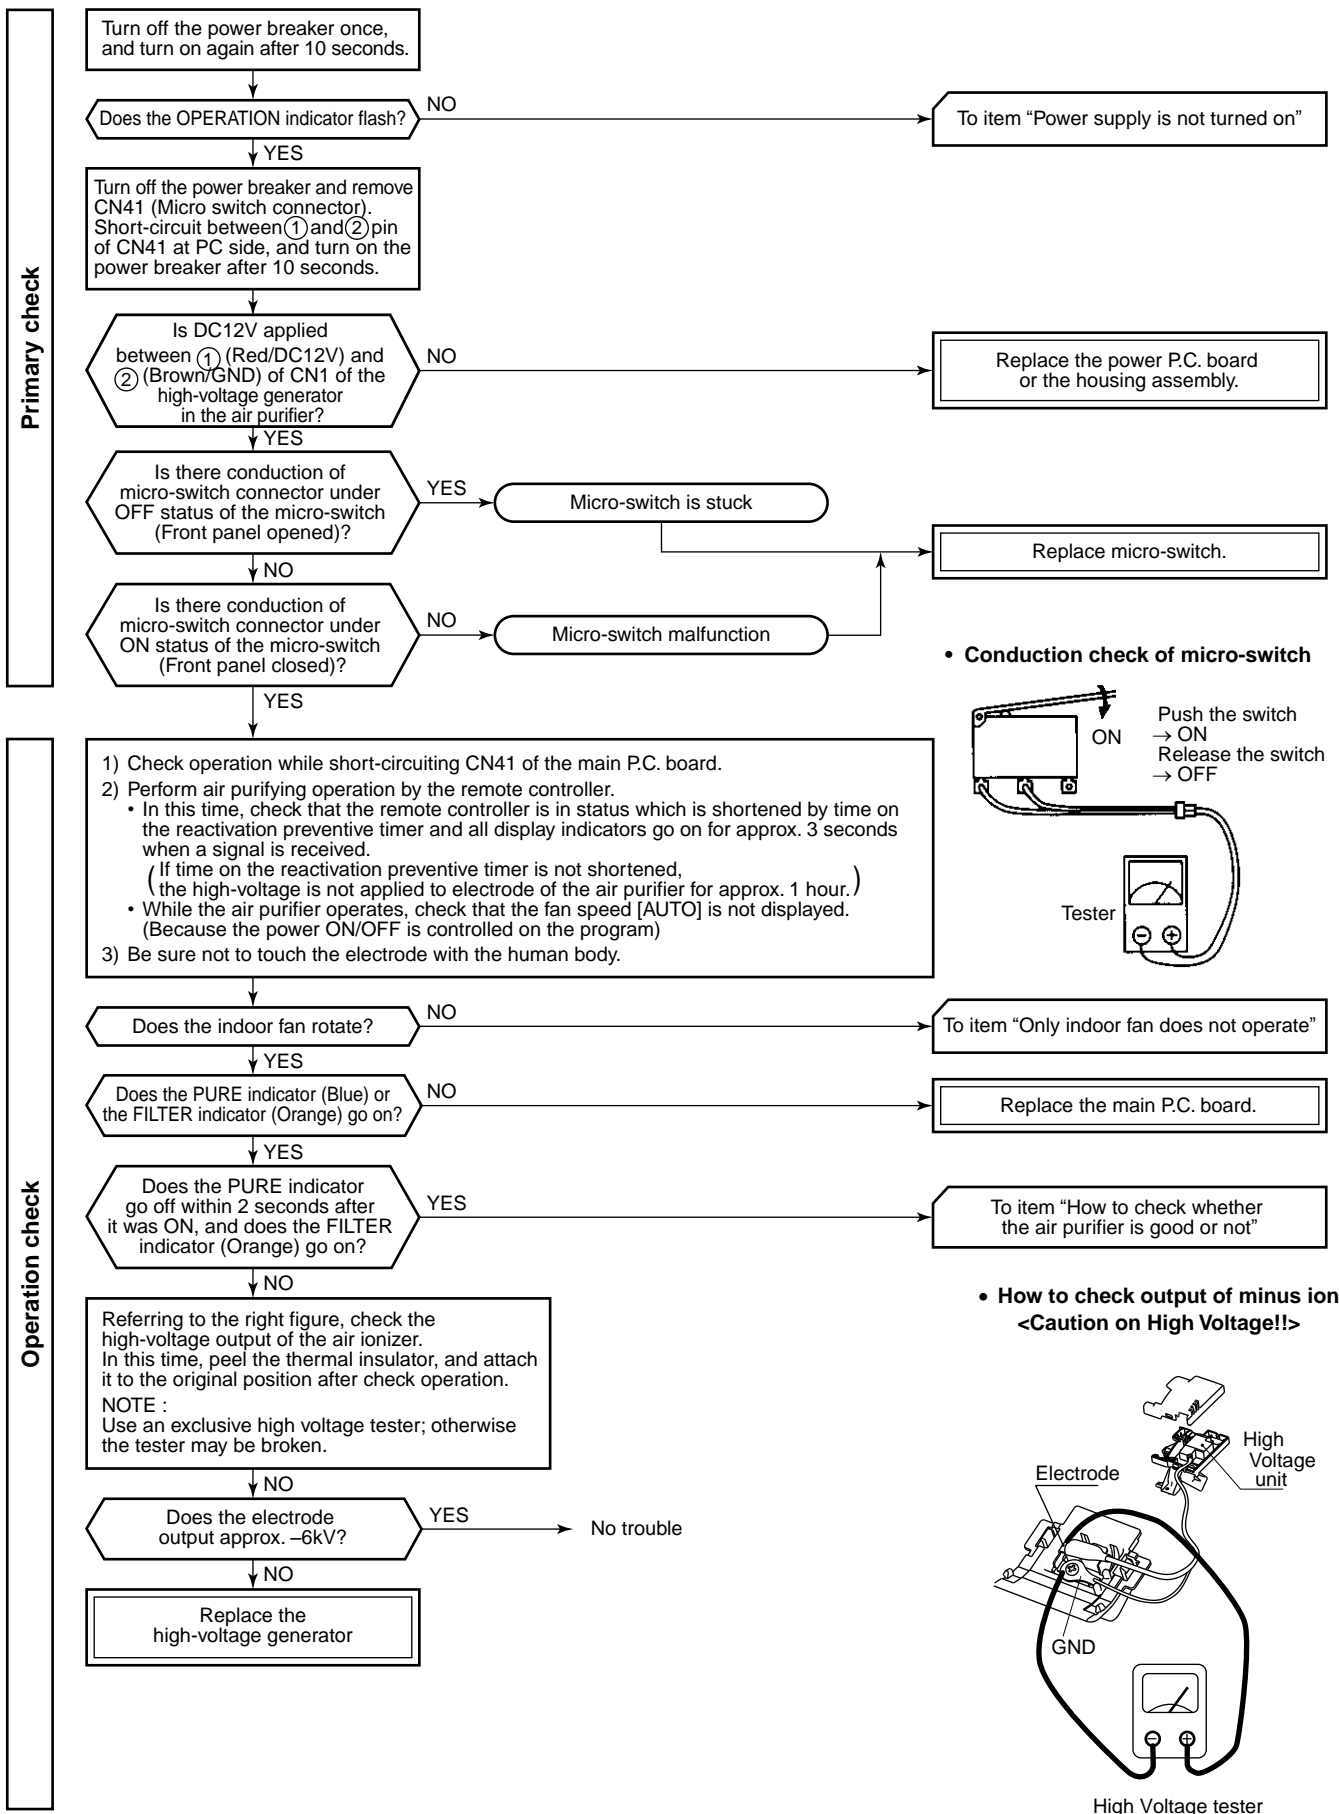 Primary check
Turn off the power breaker once,
and turn on again after 10 seconds.
Does the OPERATION indicator flash?
NO
To item “Power supply is not turned on”
YES
Turn off the power breaker and remove
CN41 (Micro switch connector).
Short-circuit between ① and ② pin
of CN41 at PC side, and turn on the
power breaker after 10 seconds.
Is DC12V applied
between ① (Red/DC12V) and
② (Brown/GND) of CN1 of the
high-voltage generator
in the air purifier?
NO
Replace the power P.C. board
or the housing assembly.
YES
Is there conduction of
micro-switch connector under
OFF status of the micro-switch
(Front panel opened)?
YES
Micro-switch is stuck
Replace micro-switch.
NO
Is there conduction of
micro-switch connector under
ON status of the micro-switch
(Front panel closed)?
NO
Micro-switch malfunction
YES
• Conduction check of micro-switch
ON
Push the switch
→ ON
Release the switch
→ OFF
Tester
Operation check
1) Check operation while short-circuiting CN41 of the main P.C. board.
2) Perform air purifying operation by the remote controller.
• In this time, check that the remote controller is in status which is shortened by time on
the reactivation preventive timer and all display indicators go on for approx. 3 seconds
when a signal is received.
(If time on the reactivation preventive timer is not shortened,
the high-voltage is not applied to electrode of the air purifier for approx. 1 hour.)
• While the air purifier operates, check that the fan speed [AUTO] is not displayed.
(Because the power ON/OFF is controlled on the program)
3) Be sure not to touch the electrode with the human body.
Does the indoor fan rotate?
NO
To item “Only indoor fan does not operate”
YES
Does the PURE indicator (Blue) or
the FILTER indicator (Orange) go on?
NO
Replace the main P.C. board.
YES
Does the PURE indicator
go off within 2 seconds after
it was ON, and does the FILTER
indicator (Orange) go on?
YES
To item “How to check whether
the air purifier is good or not”
NO
Referring to the right figure, check the
high-voltage output of the air ionizer.
In this time, peel the thermal insulator, and attach
it to the original position after check operation.
NOTE :
Use an exclusive high voltage tester; otherwise
the tester may be broken.
NO
Does the electrode
output approx. –6kV?
YES
No trouble
NO
Replace the
high-voltage generator
• How to check output of minus ion
<Caution on High Voltage!!>
High
Voltage
unit
Electrode
GND
High Voltage tester